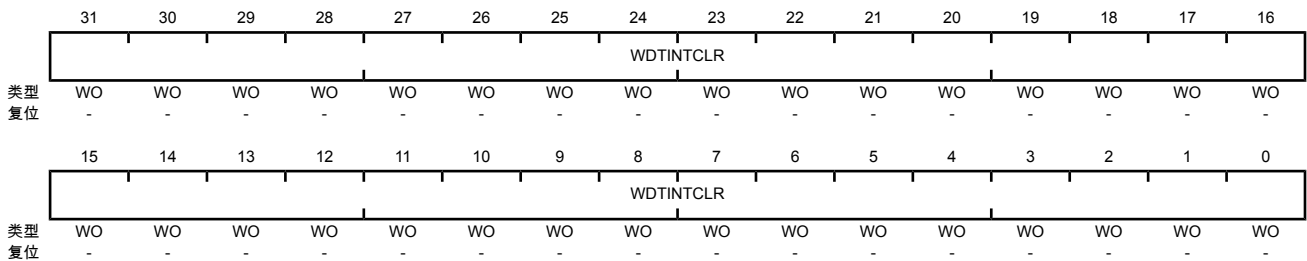 31 30 29 28 27 26 25 24 23 22 21 20 19 18 17 16
WDTINTCLR
类型 WO WO WO WO WO WO WO WO WO WO WO WO WO WO WO WO
复位 - - - - - - - - - - - - - - - -
15 14 13 12 11 10 9 8 7 6 5 4 3 2 1 0
WDTINTCLR
类型 WO WO WO WO WO WO WO WO WO WO WO WO WO WO WO WO
复位 - - - - - - - - - - - - - - - -